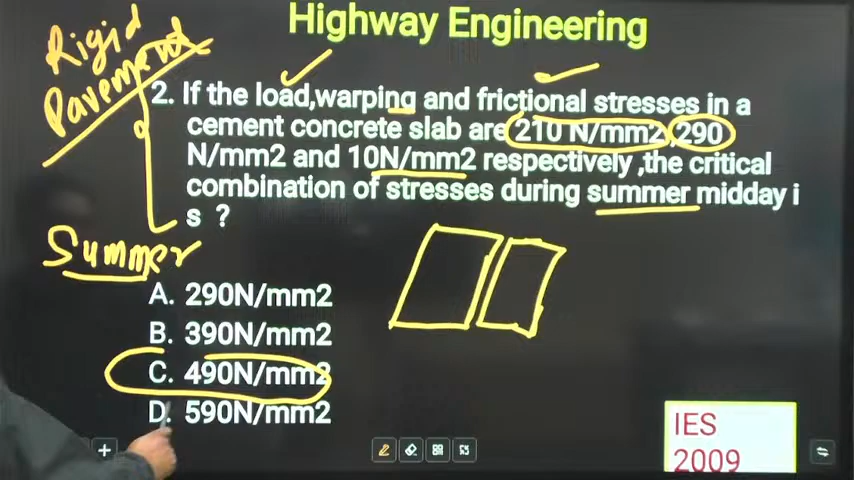 Highway Engineering
Rigid
Pavement
2. If the load,warping and frictional stresses in a
cement concrete slab are 210 N/mm2,290
N/mm2 and 10N/mm2 respectively ,the critical
combination of stresses during summer midday i
s ?
Summer
A. 290N/mm2
B. 390N/mm2
C. 490N/mm2
D. 590N/mm2
IES
2009